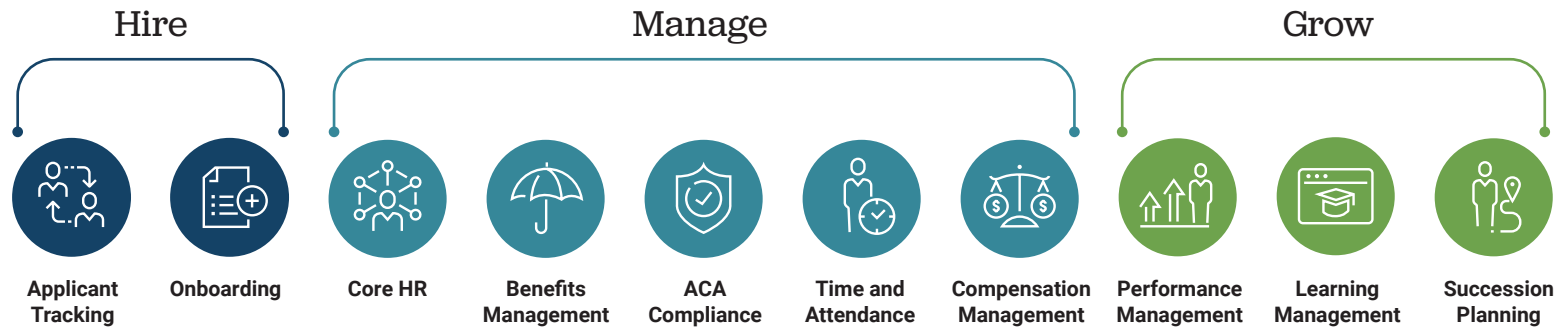 Hire
Manage
Grow
Applicant
Tracking
Onboarding
Core HR
Benefits
Management
ACA
Compliance
Time and
Attendance
$ $
Compensation
Management
Performance
Management
Learning
Management
Succession
Planning